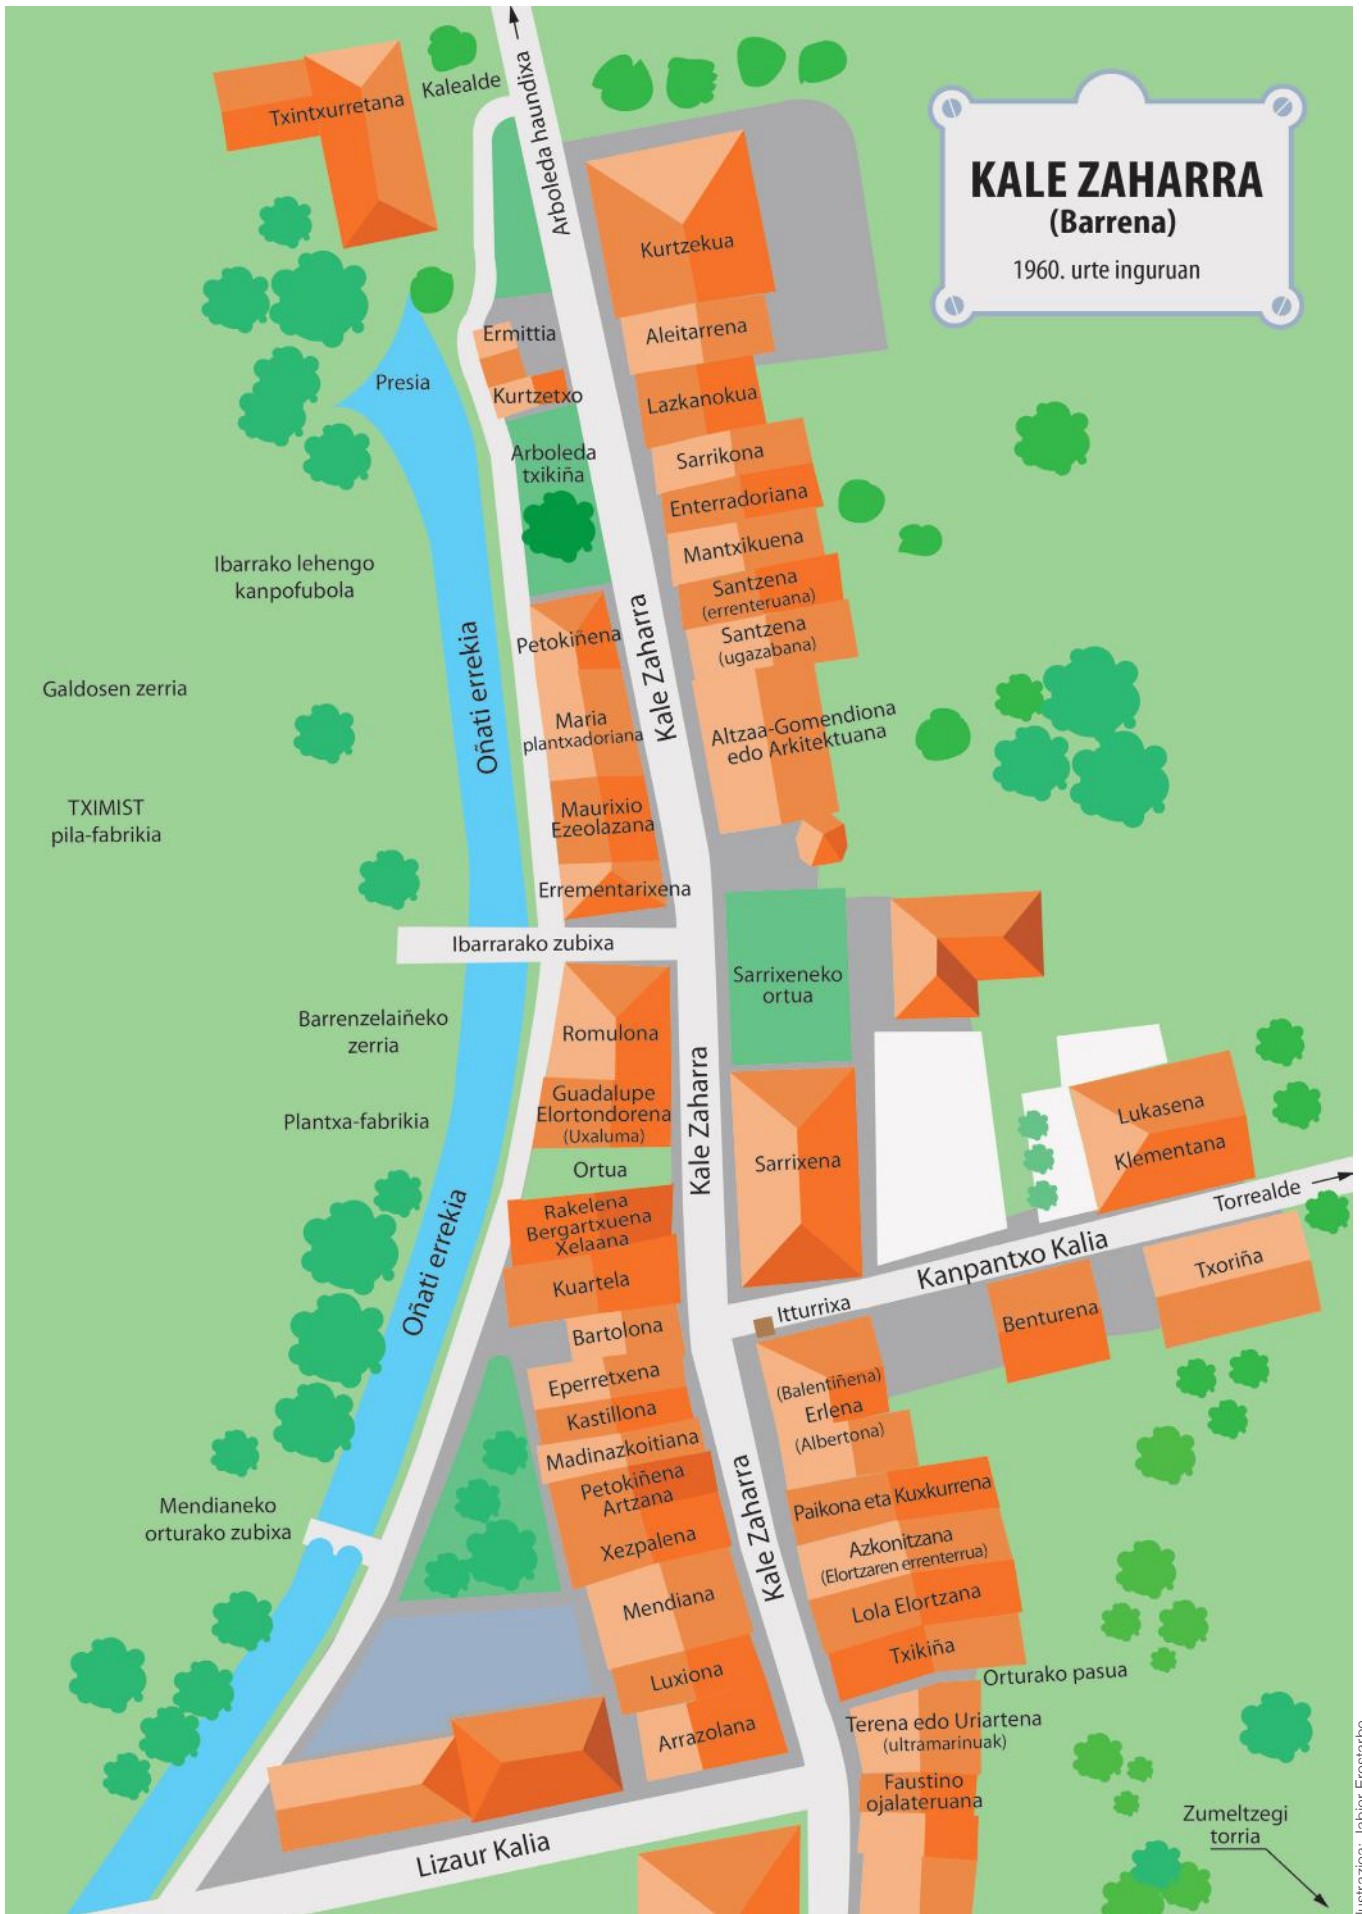 KALE ZAHARRA
(Barrena)
1960. urte inguruan
Txintxurretana
Kalealde
Arboleda haundixa
Kurtzekua
Ermittia
Aleitarrena
Presia
Kurtzetxo
Lazkanokua
Arboleda
txikiña
Sarrikona
Enterradoriana
Mantxikuena
Ibarrako lehengo
kanpofubola
Santzena
(errenteruana)
Santzena
(ugazabana)
Petokiñena
Kale Zaharra
Oñati errekia
Galdosen zerria
Maria
plantxadoriana
Altzaa-Gomendiona
edo Arkitektuana
TXIMIST
pila-fabrikia
Maurixio
Ezeolazana
Errementarixena
Ibarrarako zubixa
Sarrixeneko
ortua
Barrenzelaiñeko
zerria
Romulona
Guadalupe
Elortondorena
(Uxaluma)
Kale Zaharra
Plantxa-fabrikia
Ortua
Sarrixena
Lukasena
Klementana
Torrealde
Rakelena
Bergartxuena
Xelaana
Oñati errekia
Kuartela
Kanpantxo Kalia
Txoriña
Itturrixa
Benturena
Bartolona
Eperretxena
(Balentiñena)
Erlena
(Albertona)
Kastillona
Madinazkoitiana
Petokiñena
Artzana
Kale Zaharra
Paikona eta Kuxkurrena
Mendianeko
orturako zubixa
Xezpalena
Azkonitzana
(Elortzaren errenterrua)
Mendiana
Lola Elortzana
Txikiña
Luxiona
Orturako pasua
Arrazolana
Terena edo Uriartena
(ultramarinuak)
Faustino
ojalateruana
Lizaur Kalia
Zumeltzegi
torria